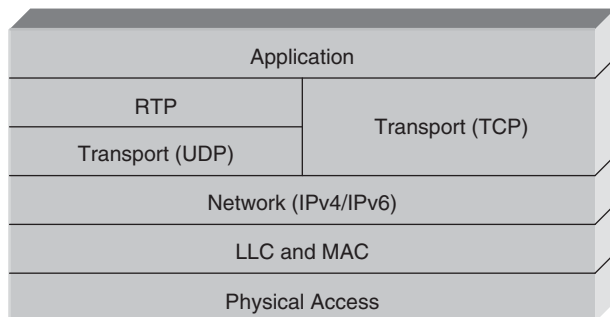 Application
RTP
Transport (TCP)
Transport (UDP)
Network (IPv4/IPv6)
LLC and MAC
Physical Access